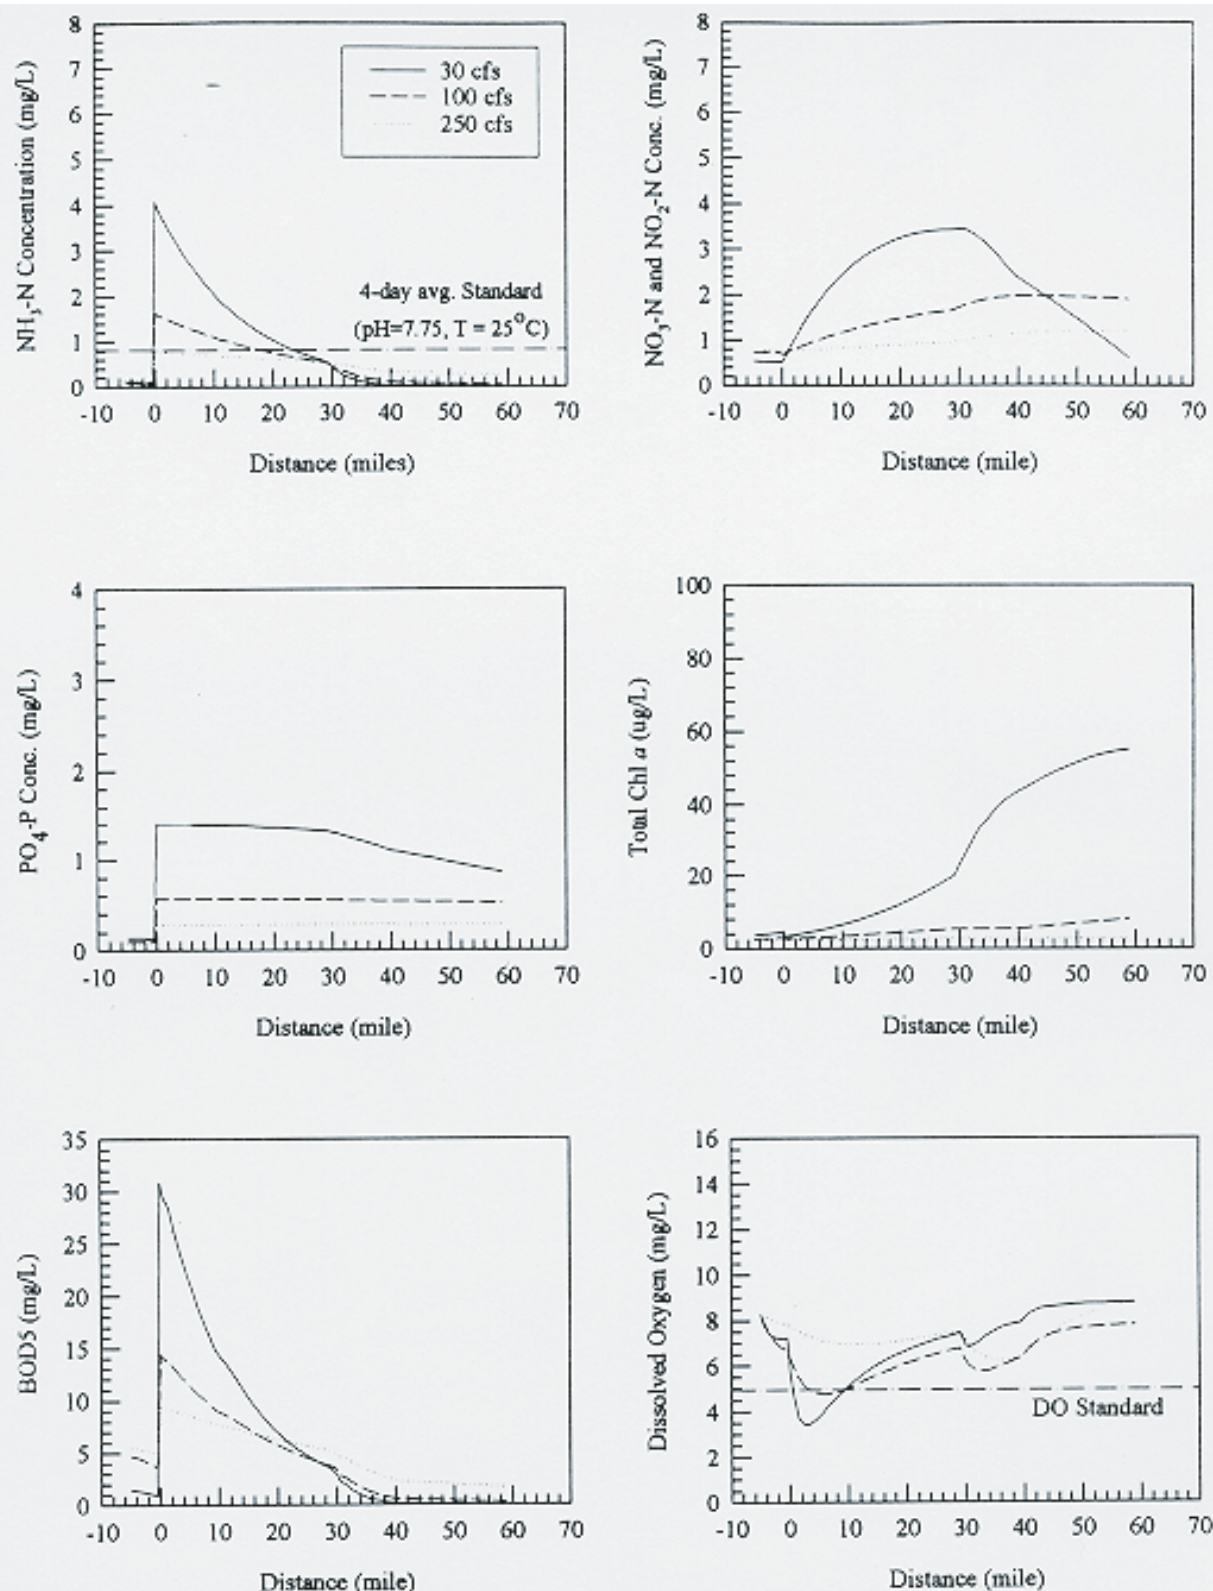 NH3-N Concentration (mg/L)
8
7
6
5
4
3
2
1
0
30 cfs
100 cfs
250 cfs
4-day avg. Standard
(pH=7.75, T = 25°C)
-10 0 10 20 30 40 50 60 70
Distance (miles)
NO3-N and NO2-N Conc. (mg/L)
8
7
6
5
4
3
2
1
0
-10 0 10 20 30 40 50 60 70
Distance (mile)
PO4-P Conc. (mg/L)
4
3
2
1
0
-10 0 10 20 30 40 50 60 70
Distance (mile)
Total Chl a (ug/L)
100
80
60
40
20
0
-10 0 10 20 30 40 50 60 70
Distance (mile)
BOD5 (mg/L)
35
30
25
20
15
10
5
0
-10 0 10 20 30 40 50 60 70
Distance (mile)
Dissolved Oxygen (mg/L)
16
14
12
10
8
6
4
2
0
DO Standard
-10 0 10 20 30 40 50 60 70
Distance (mile)